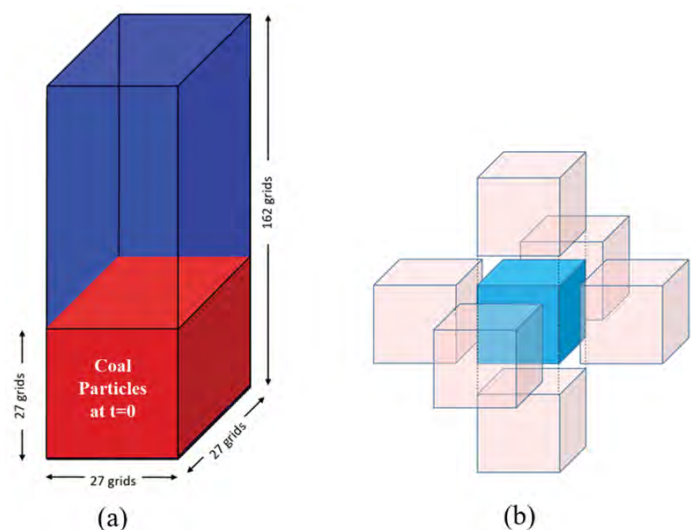 162 grids
27 grids
Coal
Particles
at t=0
27 grids
27 grids
(a)
(b)